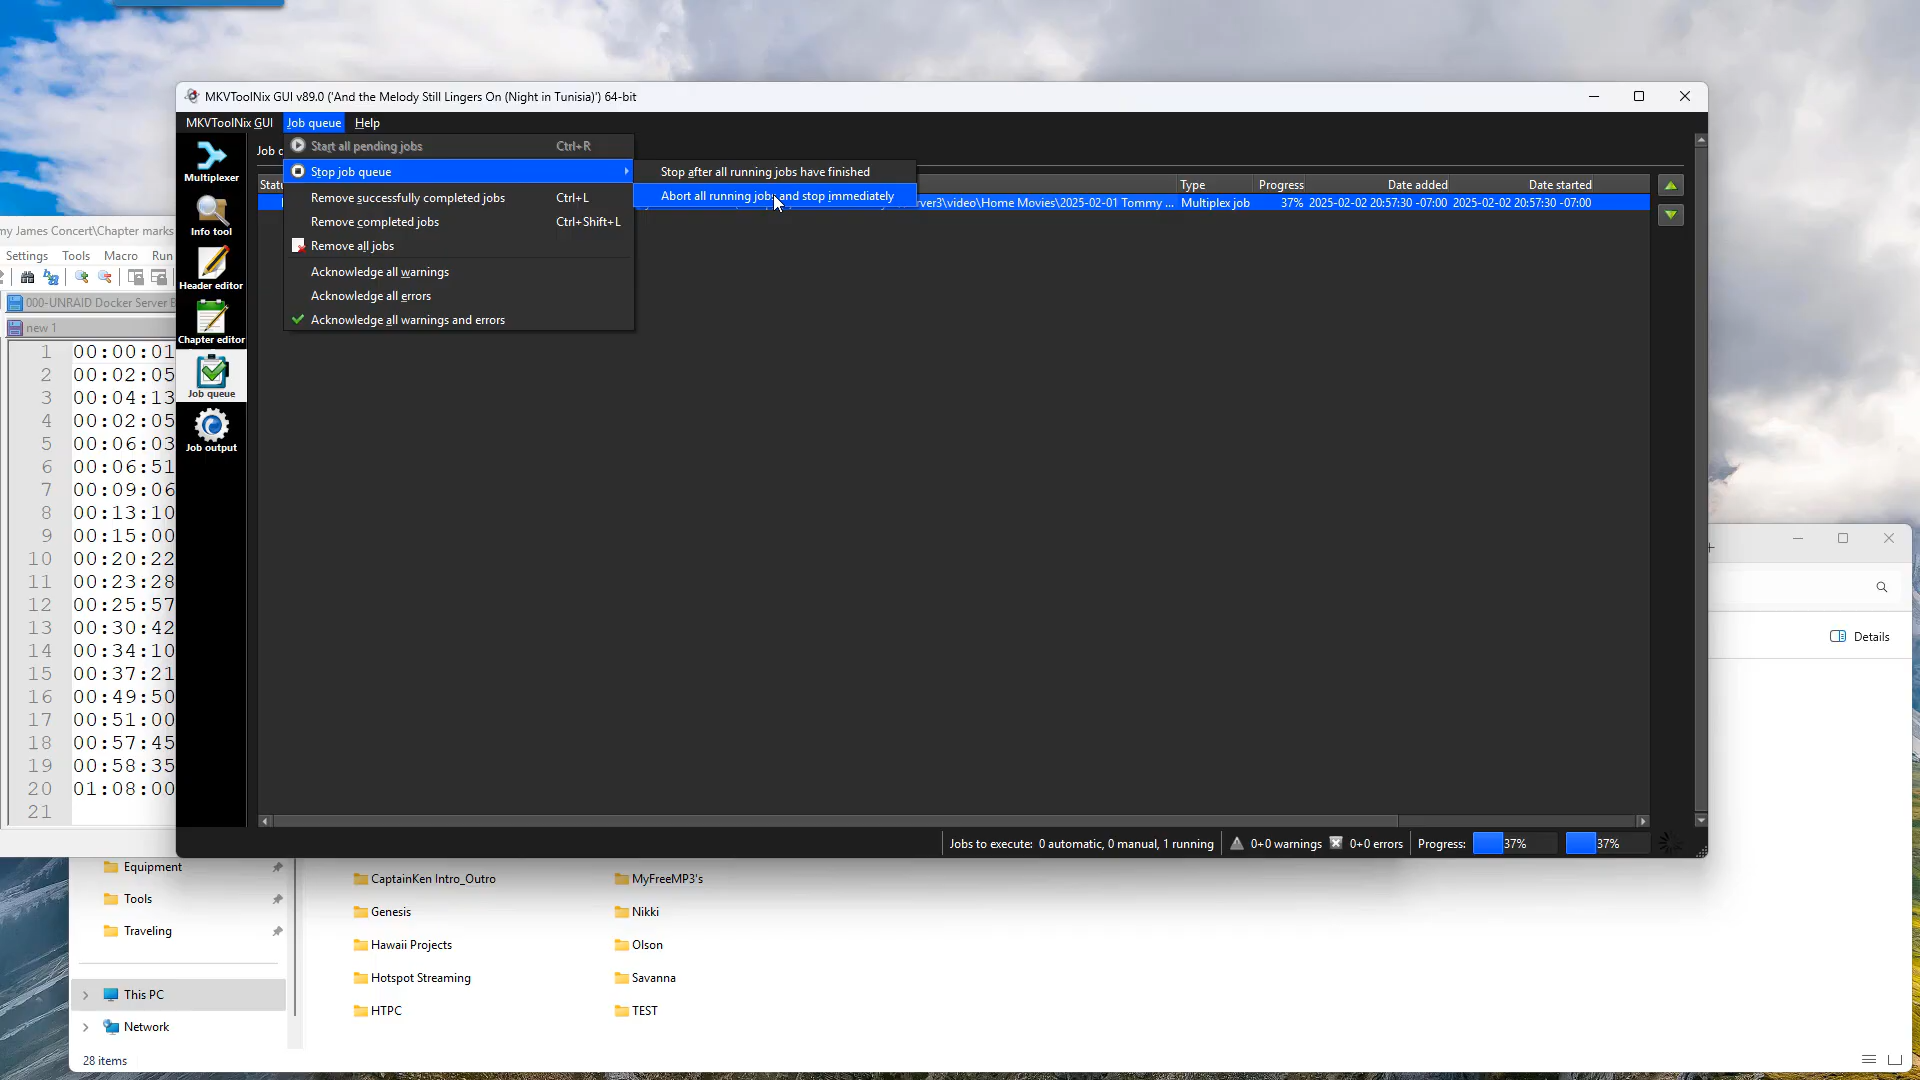 MKVToolNix GUI v89.0 ('And the Melody Still Lingers On (Night in Tunisia)') 64-bit
MKVToolNix GUI Job queue Help
Start all pending jobs Ctrl+R
Stop job queue
Remove successfully completed jobs Ctrl+L
Remove completed jobs Ctrl+Shift+L
Remove all jobs
Acknowledge all warnings
Acknowledge all errors
Acknowledge all warnings and errors
Stop after all running jobs have finished
Abort all running jobs and stop immediately
Type Progress Date added Date started
\video\Home Movies\2025-02-01 Tommy ... Multiplex job 37% 2025-02-02 20:57:30 -07:00 2025-02-02 20:57:30 -07:00
Multiplexer
Info tool
Header editor
Chapter editor
Job queue
Job output
James Concert\Chapter marks
Settings Tools Macro Run
000-UNRAID Docker Server
new 1
1 00:00:01
2 00:02:05
3 00:04:13
4 00:02:05
5 00:06:03
6 00:06:51
7 00:09:06
8 00:13:10
9 00:15:00
10 00:20:22
11 00:23:28
12 00:25:57
13 00:30:42
14 00:34:10
15 00:37:21
16 00:49:50
17 00:51:00
18 00:57:45
19 00:58:35
20 01:08:00
21
Jobs to execute: 0 automatic, 0 manual, 1 running 0+0 warnings 0+0 errors Progress: 37% 37%
Details
Equipment
Tools
Traveling
This PC
Network
CaptainKen Intro_Outro
Genesis
Hawaii Projects
Hotspot Streaming
HTPC
MyFreeMP3's
Nikki
Olson
Savanna
TEST
28 items